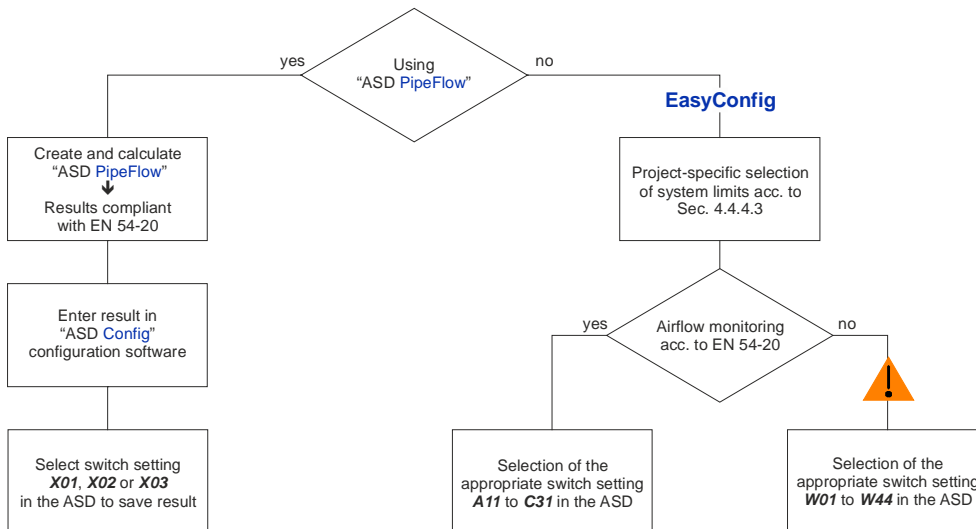 Using
“ASD PipeFlow”
yes
no
EasyConfig
Create and calculate
“ASD PipeFlow”
🡻
Results compliant
with EN 54-20
Project-specific selection
of system limits acc. to
Sec. 4.4.4.3
Enter result in
“ASD Config”
configuration software
Airflow monitoring
acc. to EN 54-20
yes
no
!
Select switch setting
X01, X02 or X03
in the ASD to save result
Selection of the
appropriate switch setting
A11 to C31 in the ASD
Selection of the
appropriate switch setting
W01 to W44 in the ASD